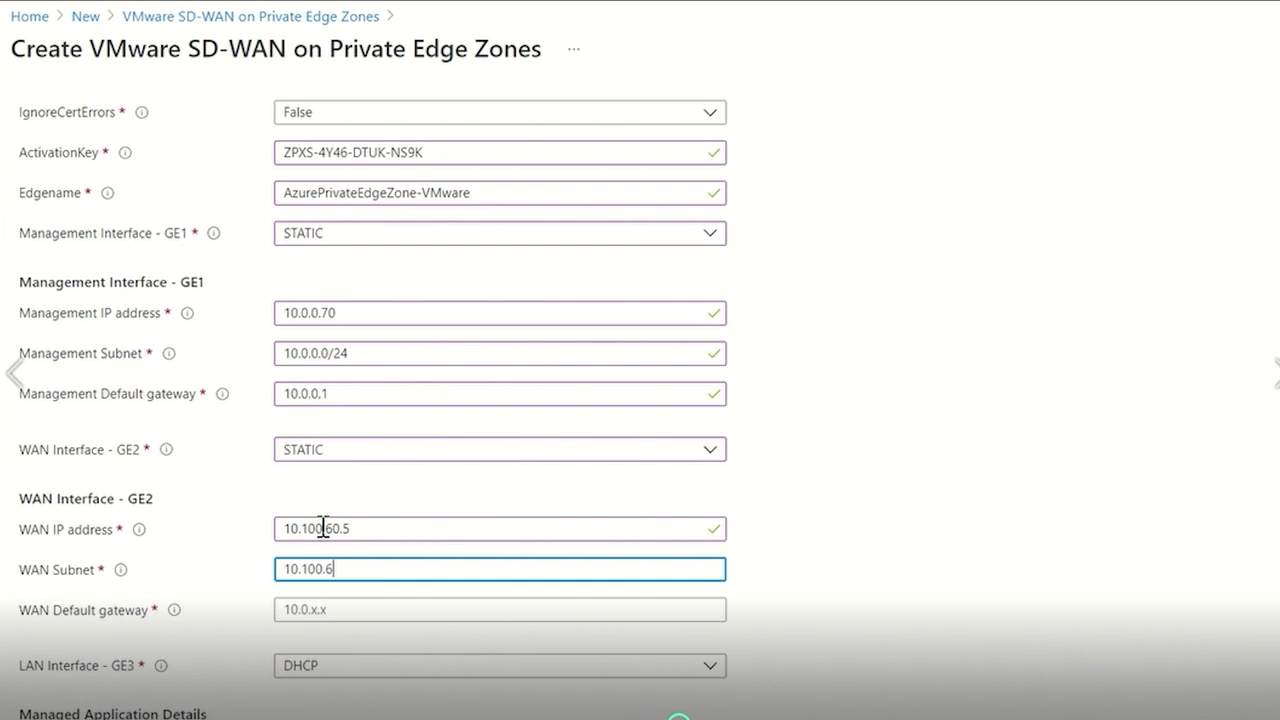 Home > New > VMware SD-WAN on Private Edge Zones >
Create VMware SD-WAN on Private Edge Zones ...
IgnoreCertErrors * False
ActivationKey * ZPXS-4Y46-DTUK-NS9K
Edgename * AzurePrivateEdgeZone-VMware
Management Interface - GE1 * STATIC
Management Interface - GE1
Management IP address * 10.0.0.70
Management Subnet * 10.0.0.0/24
Management Default gateway * 10.0.0.1
WAN Interface - GE2 * STATIC
WAN Interface - GE2
WAN IP address * 10.100.60.5
WAN Subnet * 10.100.6
WAN Default gateway * 10.0.x.x
LAN Interface - GE3 * DHCP
Managed Application Details